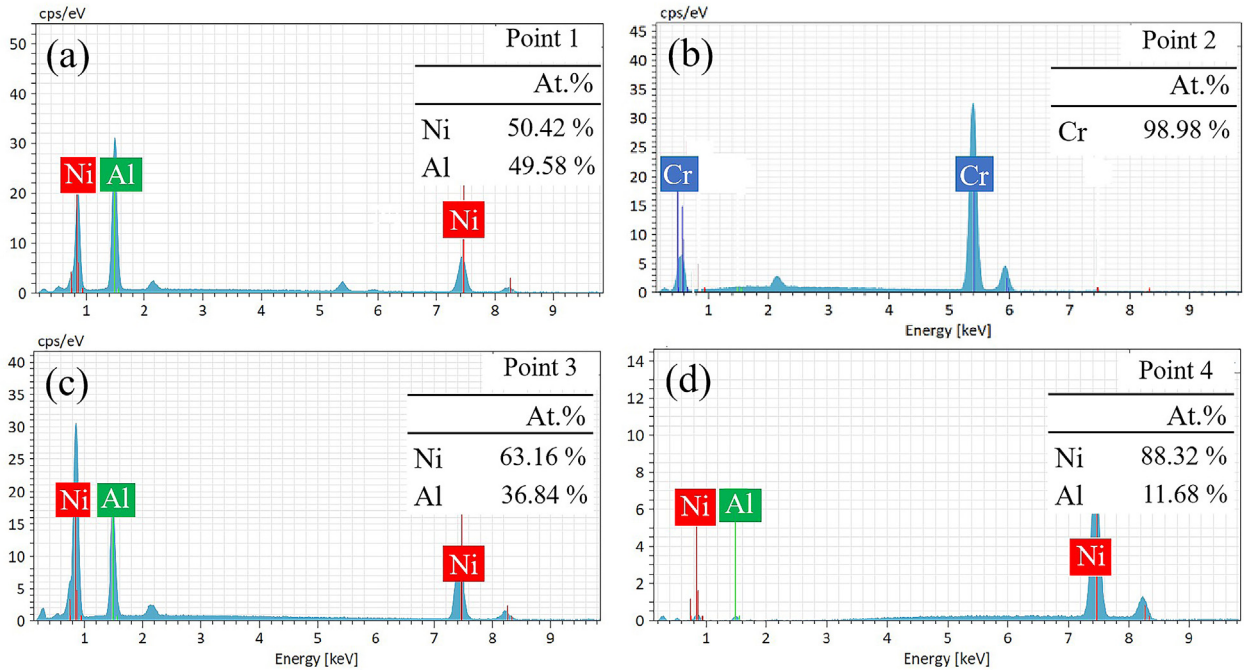 cps/eV
(a)
Point 1
At.%
Ni 50.42 %
Al 49.58 %
50
40
30
20
10
0
Ni
Al
Ni
1 2 3 4 5 6 7 8 9
cps/eV
(b)
Point 2
At.%
Cr 98.98 %
45
40
35
30
25
20
15
10
5
0
Cr
Cr
1 2 3 4 5 6 7 8 9
Energy [keV]
cps/eV
(c)
Point 3
At.%
Ni 63.16 %
Al 36.84 %
40
35
30
25
20
15
10
5
0
Ni
Al
Ni
1 2 3 4 5 6 7 8 9
Energy [keV]
(d)
Point 4
At.%
Ni 88.32 %
Al 11.68 %
14
12
10
8
6
4
2
0
Ni
Al
Ni
1 2 3 4 5 6 7 8 9
Energy [keV]